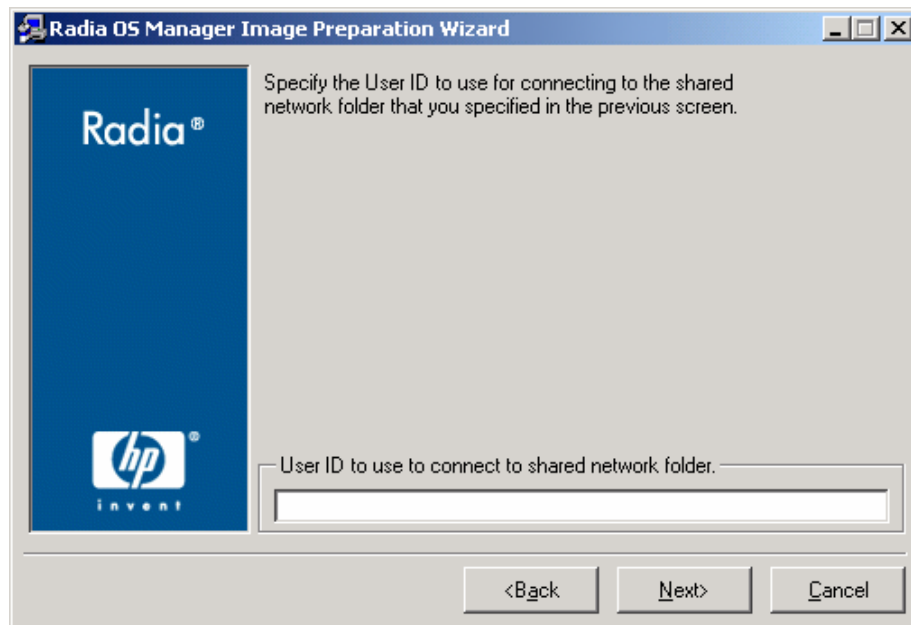 Radia OS Manager Image Preparation Wizard
Radia®
Specify the User ID to use for connecting to the shared
network folder that you specified in the previous screen.
hp®
invent
User ID to use to connect to shared network folder.
<Back
Next>
Cancel